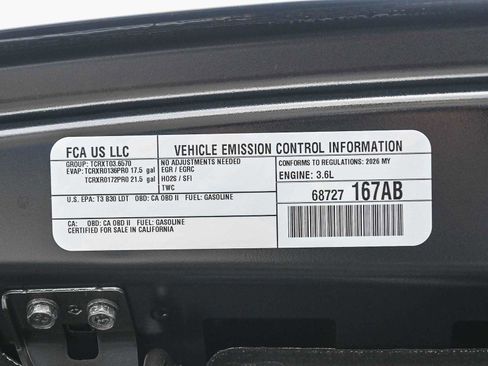 FCA US LLC
VEHICLE EMISSION CONTROL INFORMATION
GROUP: TCRXT03.6570
EVAP: TCRXR0136PR0 17.5 gal
TCRXR0172PR0 21.5 gal
NO ADJUSTMENTS NEEDED
EGR / EGRC
HO2S / SFI
TWC
CONFORMS TO REGULATIONS: 2026 MY
ENGINE: 3.6L
68727 167AB
U.S. EPA: T3 B30 LDT OBD: CA OBD II FUEL: GASOLINE
CA: OBD: CA OBD II FUEL: GASOLINE
CERTIFIED FOR SALE IN CALIFORNIA